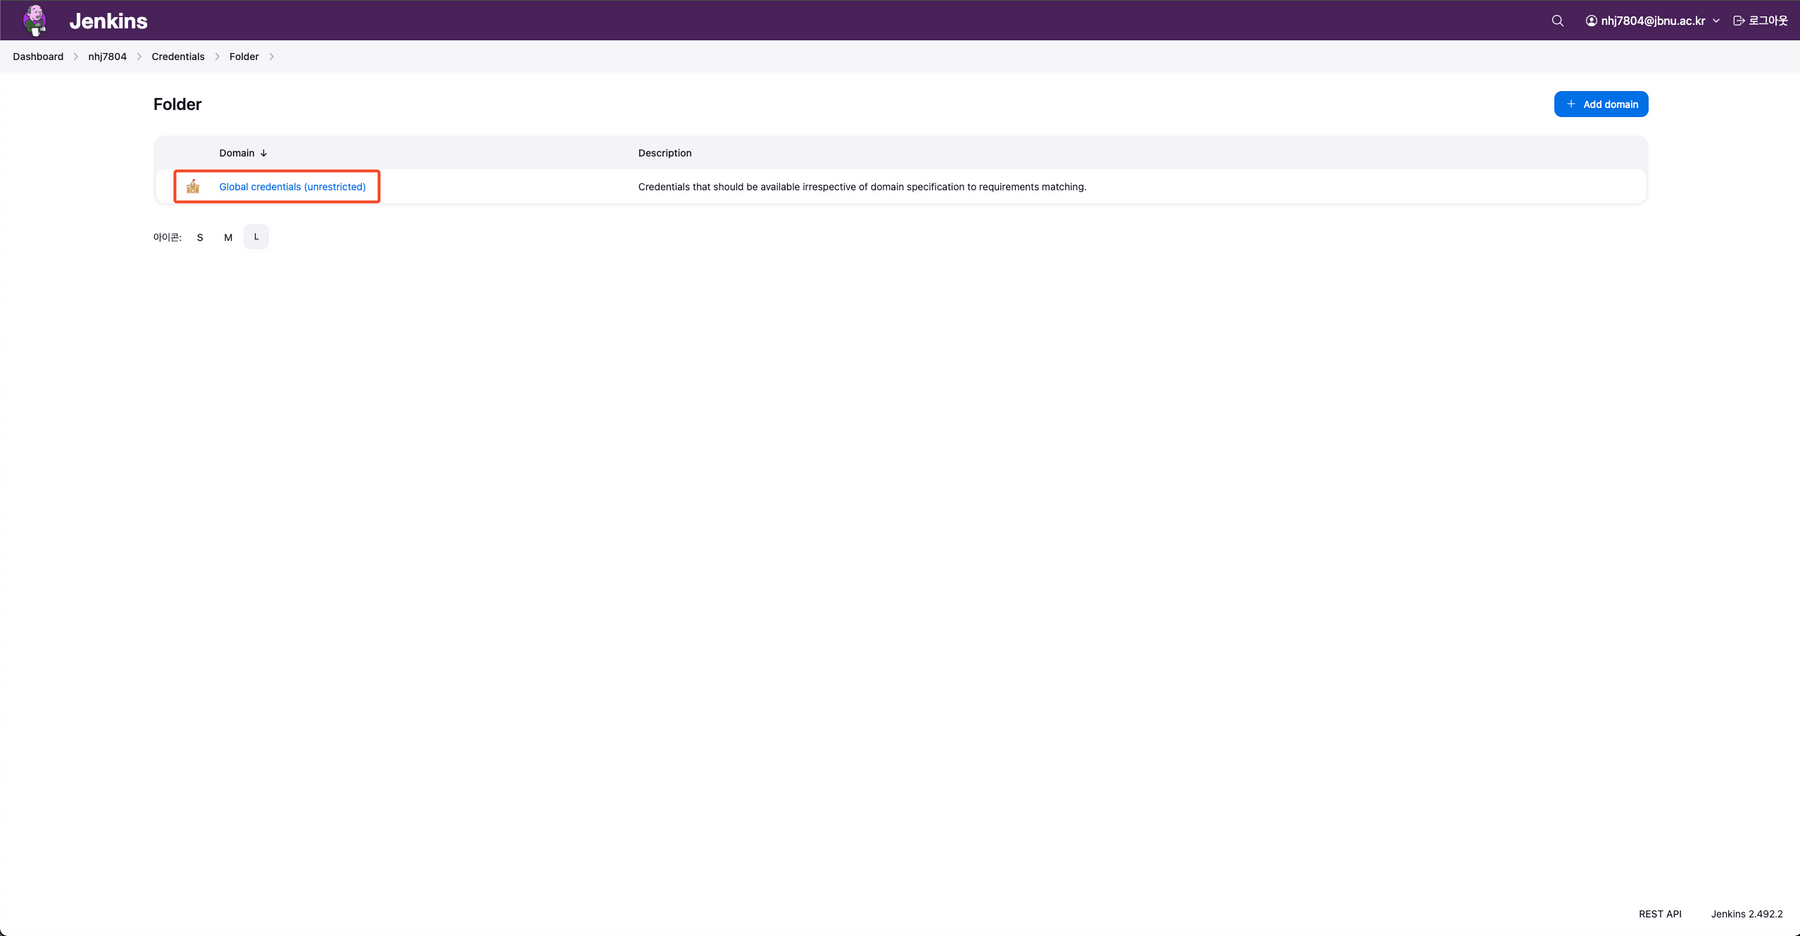 Jenkins
nhj7804@jbnu.ac.kr 로그아웃
Dashboard nhj7804 Credentials Folder
Folder
Add domain
Domain ↓ Description
Global credentials (unrestricted) Credentials that should be available irrespective of domain specification to requirements matching.
아이콘: S M L
REST API Jenkins 2.492.2